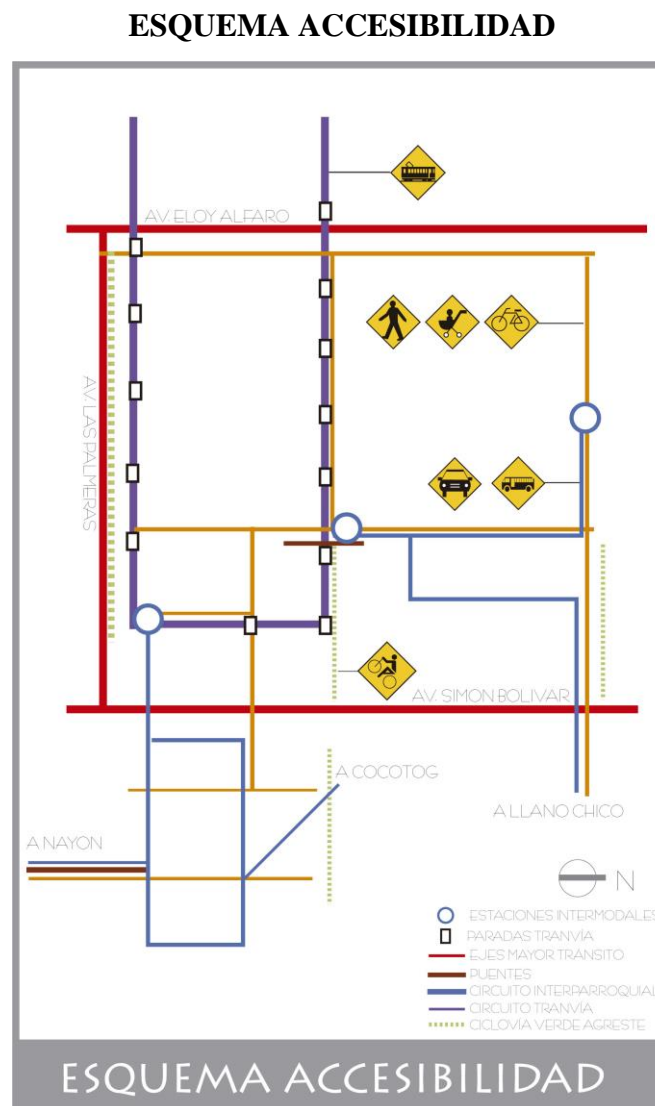 ESQUEMA ACCESIBILIDAD
AV. ELOY ALFARO
AV. LAS PALMERAS
AV. SIMON BOLIVAR
A COCOTOG
A LLANO CHICO
A NAYON
N
ESTACIONES INTERMODALES
PARADAS TRANVÍA
EJES MAYOR TRANSITO
PUENTES
CIRCUITO INTERPARROQUIAL
CIRCUITO TRANVÍA
CICLOVÍA VERDE AGRESTE
ESQUEMA ACCESIBILIDAD